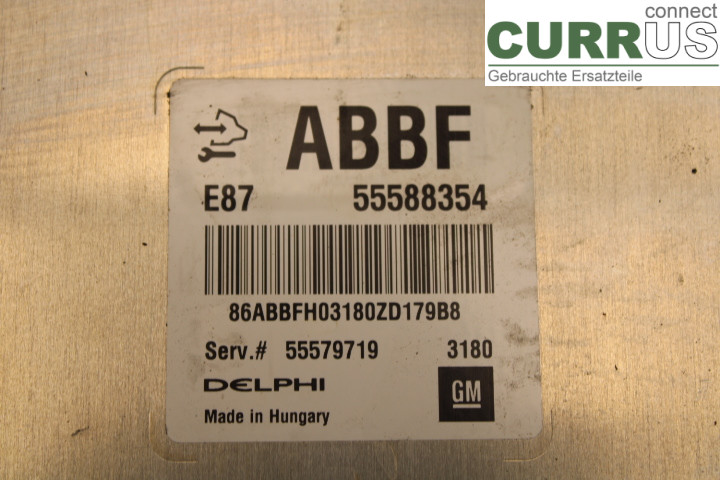 connect
CURRUS
Gebrauchte Ersatzteile
ABBF
E87 55588354
86ABBFH03180ZD179B8
Serv.# 55579719 3180
DELPHI GM
Made in Hungary